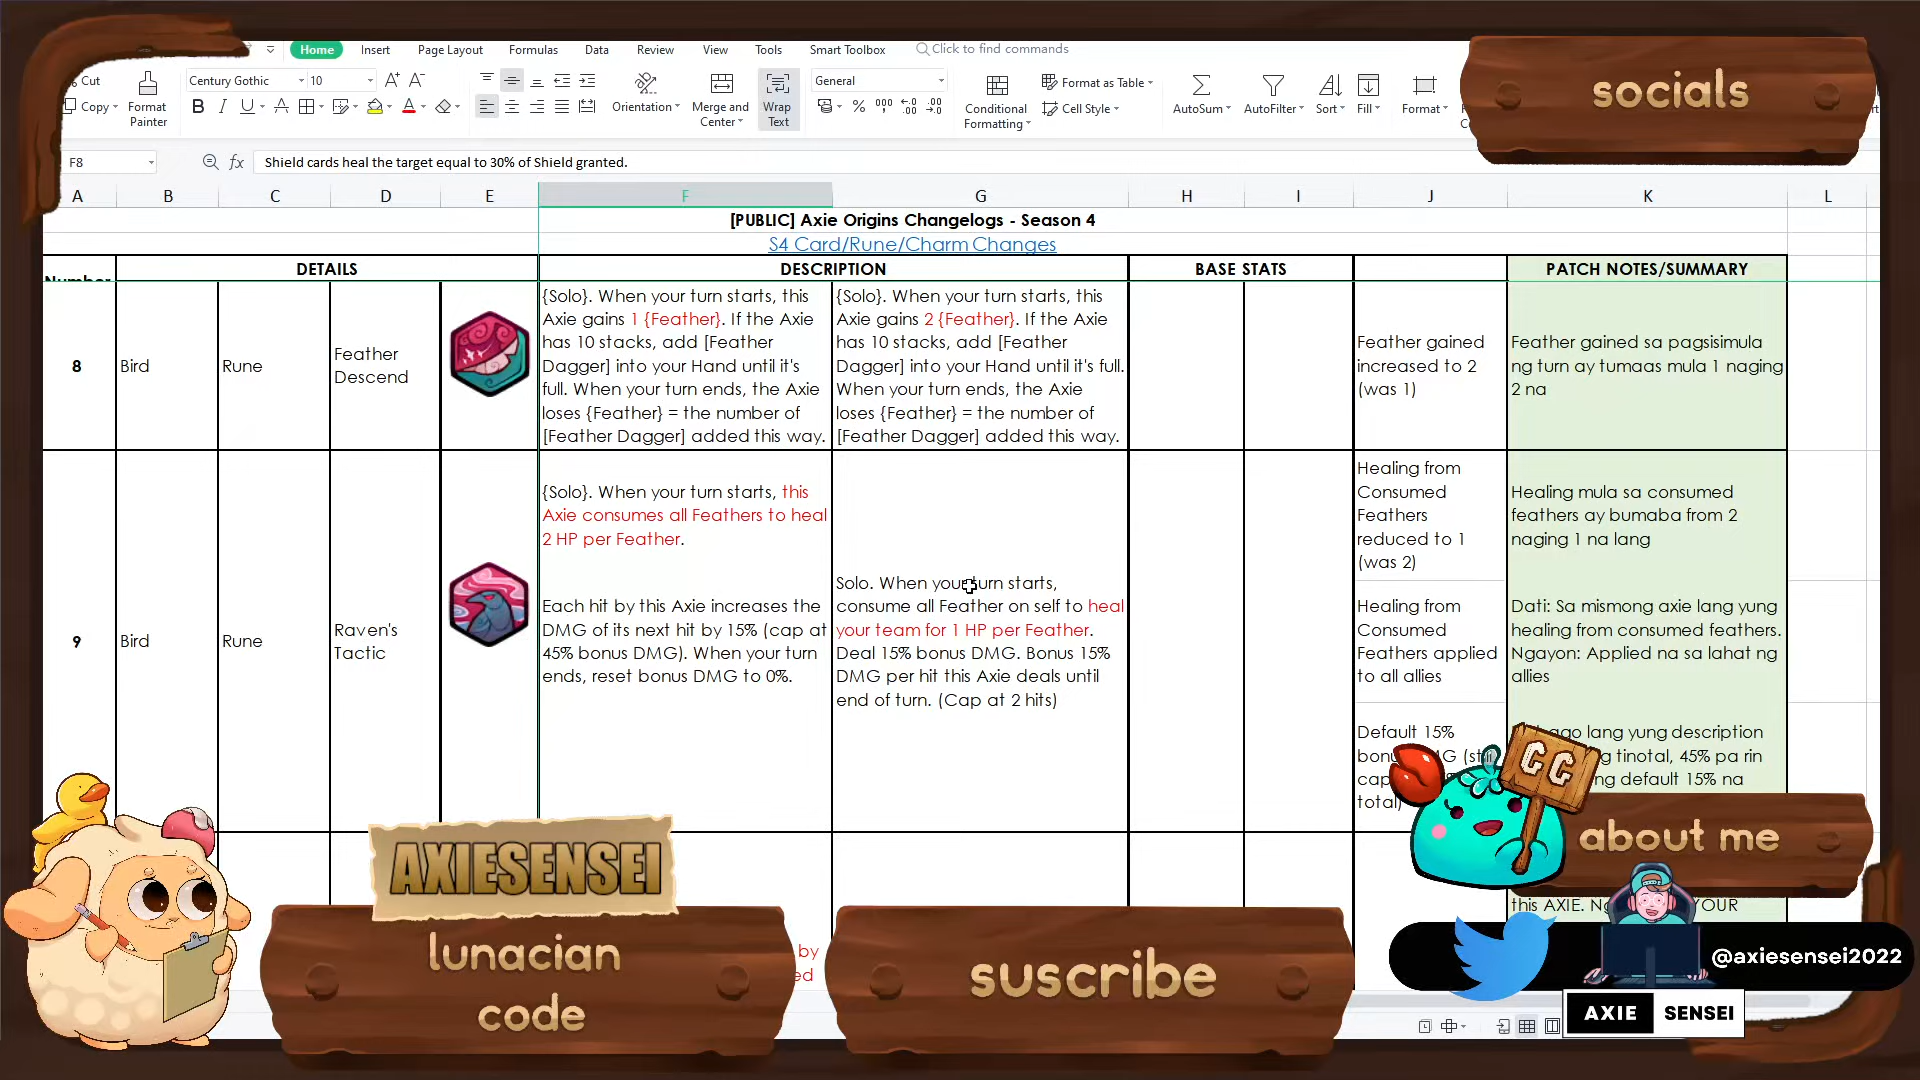 Home Insert Page Layout Formulas Data Review View Tools Smart Toolbox Click to find commands
Cut
Copy
Format Painter
Century Gothic 10
Orientation
Merge and Center
Wrap Text
General
Conditional Formatting
Format as Table
Cell Style
AutoSum
AutoFilter
Sort
Fill
Format
socials
F8 fx Shield cards heal the target equal to 30% of Shield granted.
A B C D E F G H I J K L
[PUBLIC] Axie Origins Changelogs - Season 4
S4 Card/Rune/Charm Changes
DETAILS DESCRIPTION BASE STATS PATCH NOTES/SUMMARY
8
Bird
Rune
Feather
Descend
{Solo}. When your turn starts, this
Axie gains 1 {Feather}. If the Axie
has 10 stacks, add [Feather
Dagger] into your Hand until it's
full. When your turn ends, the Axie
loses {Feather} = the number of
[Feather Dagger] added this way.
{Solo}. When your turn starts, this
Axie gains 2 {Feather}. If the Axie
has 10 stacks, add [Feather
Dagger] into your Hand until it's full.
When your turn ends, the Axie
loses {Feather} = the number of
[Feather Dagger] added this way.
Feather gained
increased to 2
(was 1)
Feather gained sa pagsisimula
ng turn ay tumaas mula 1 naging
2 na
9
Bird
Rune
Raven's
Tactic
{Solo}. When your turn starts, this
Axie consumes all Feathers to heal
2 HP per Feather.
Each hit by this Axie increases the
DMG of its next hit by 15% (cap at
45% bonus DMG). When your turn
ends, reset bonus DMG to 0%.
Solo. When your turn starts,
consume all Feather on self to heal
your team for 1 HP per Feather.
Deal 15% bonus DMG. Bonus 15%
DMG per hit this Axie deals until
end of turn. (Cap at 2 hits)
Healing from
Consumed
Feathers
reduced to 1
(was 2)
Healing mula sa consumed
feathers ay bumaba from 2
naging 1 na lang
Healing from
Consumed
Feathers applied
to all allies
Dati: Sa mismong axie lang yung
healing from consumed feathers.
Ngayon: Applied na sa lahat ng
allies
Default 15%
total)
lang yung description
tinotal, 45% pa rin
default 15% na
this AXIE. YOUR
by
CC
about me
AXIESENSEI
lunacian
code
suscribe
@axiesensei2022
AXIE SENSEI